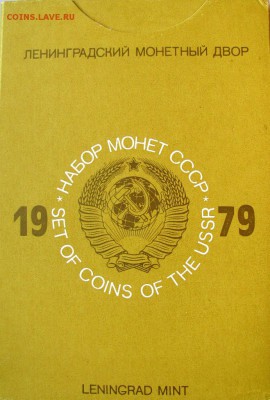 COINS.LAVE.RU
ЛЕНИНГРАДСКИЙ МОНЕТНЫЙ ДВОР
* НАБОР МОНЕТ СССР *
19 79
SET OF COINS OF THE USSR
LENINGRAD MINT